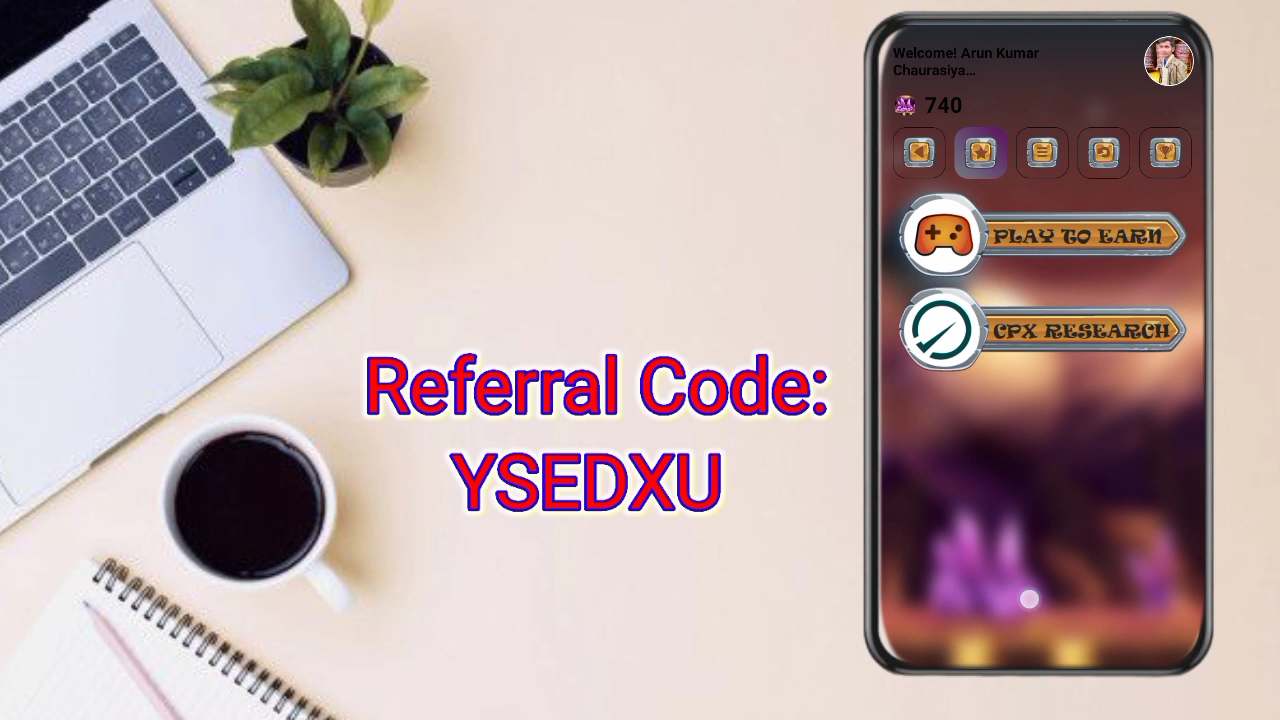 Welcome! Arun Kumar
Chaurasiya...
740
PLAY TO EARN
CPX RESEARCH
Referral Code:
YSEDXU